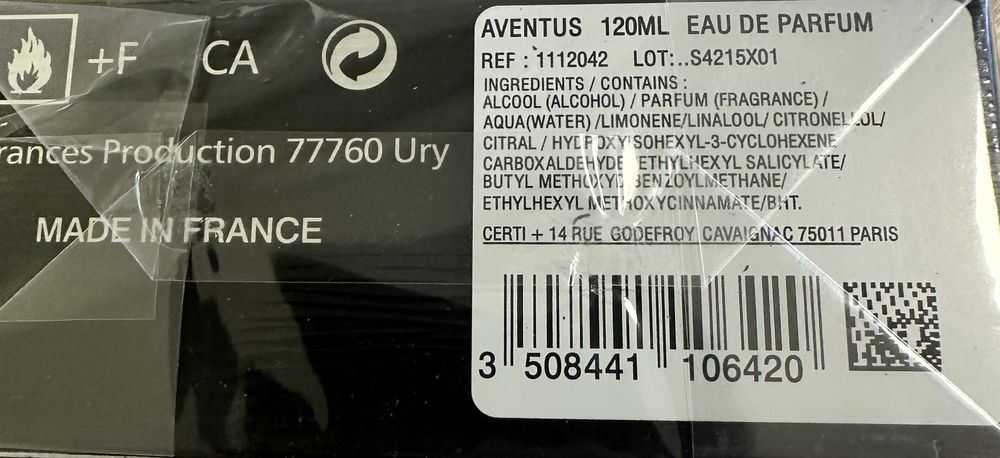 +F CA
rances Production 77760 Ury
MADE IN FRANCE
AVENTUS 120ML EAU DE PARFUM
REF : 1112042 LOT:..S4215X01
INGREDIENTS / CONTAINS :
ALCOOL (ALCOHOL) / PARFUM (FRAGRANCE) /
AQUA(WATER) /LIMONENE/LINALOOL/ CITRONELLOL/
CITRAL / HYDROXYISOHEXYL-3-CYCLOHEXENE
CARBOXALDEHYDE/ ETHYLHEXYL SALICYLATE/
BUTYL METHOXYDIBENZOYLMETHANE/
ETHYLHEXYL METHOXYCINNAMATE/BHT.
CERTI + 14 RUE GODEFROY CAVAIGNAC 75011 PARIS
3 508441 106420